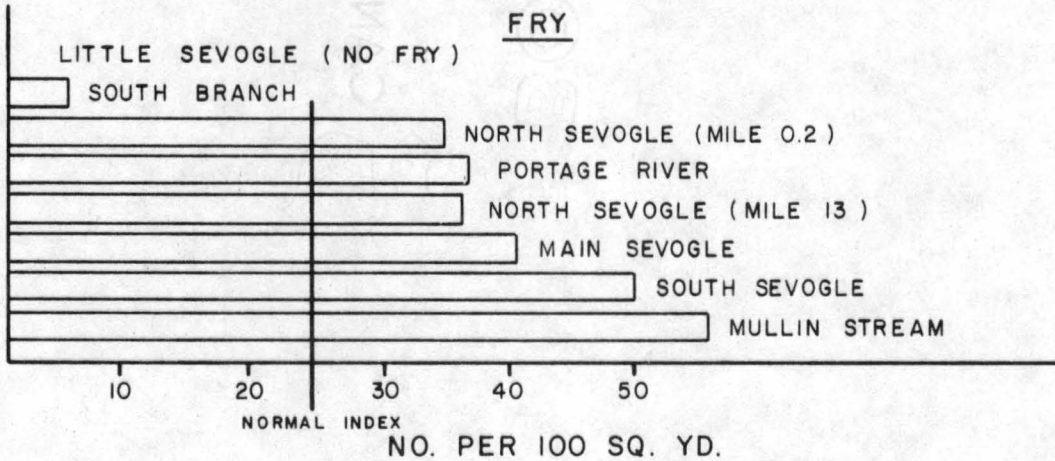 FRY
LITTLE SEVOGLE (NO FRY)
SOUTH BRANCH
NORTH SEVOGLE (MILE 0.2)
PORTAGE RIVER
NORTH SEVOGLE (MILE 13)
MAIN SEVOGLE
SOUTH SEVOGLE
MULLIN STREAM
10 20 30 40 50
NORMAL INDEX
NO. PER 100 SQ. YD.